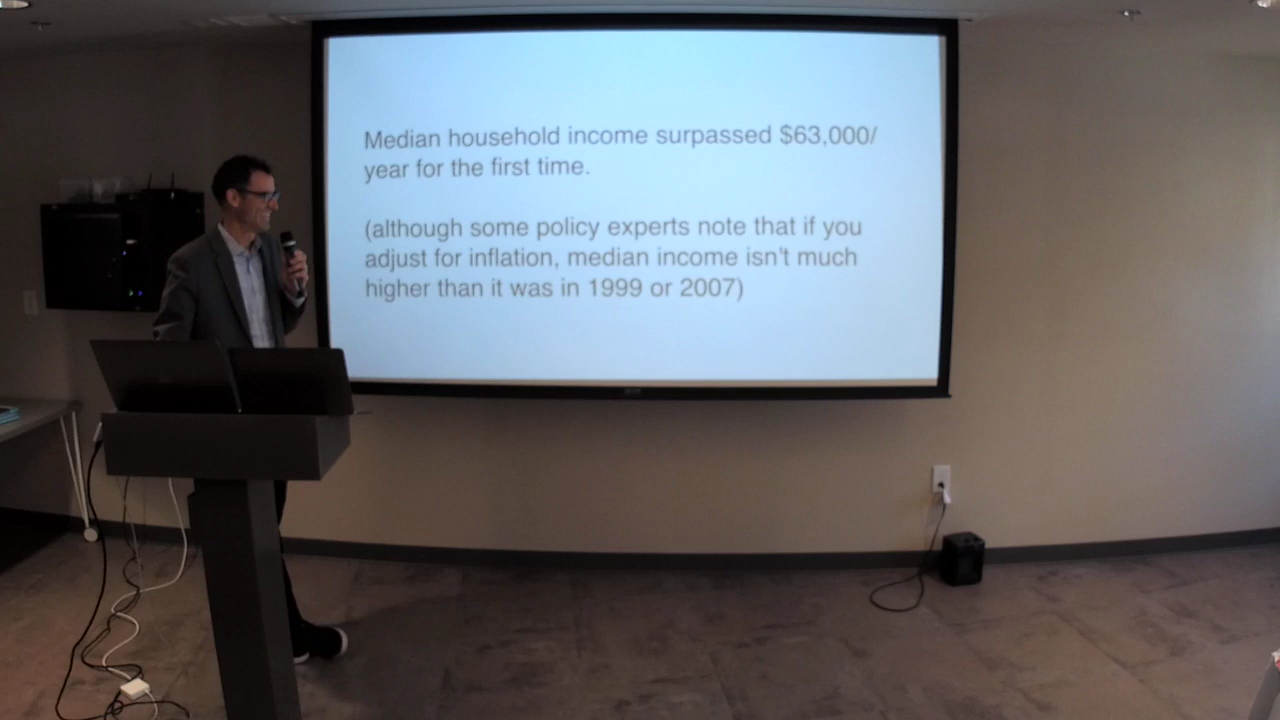 Median household income surpassed $63,000/
year for the first time.
(although some policy experts note that if you
adjust for inflation, median income isn't much
higher than it was in 1999 or 2007)